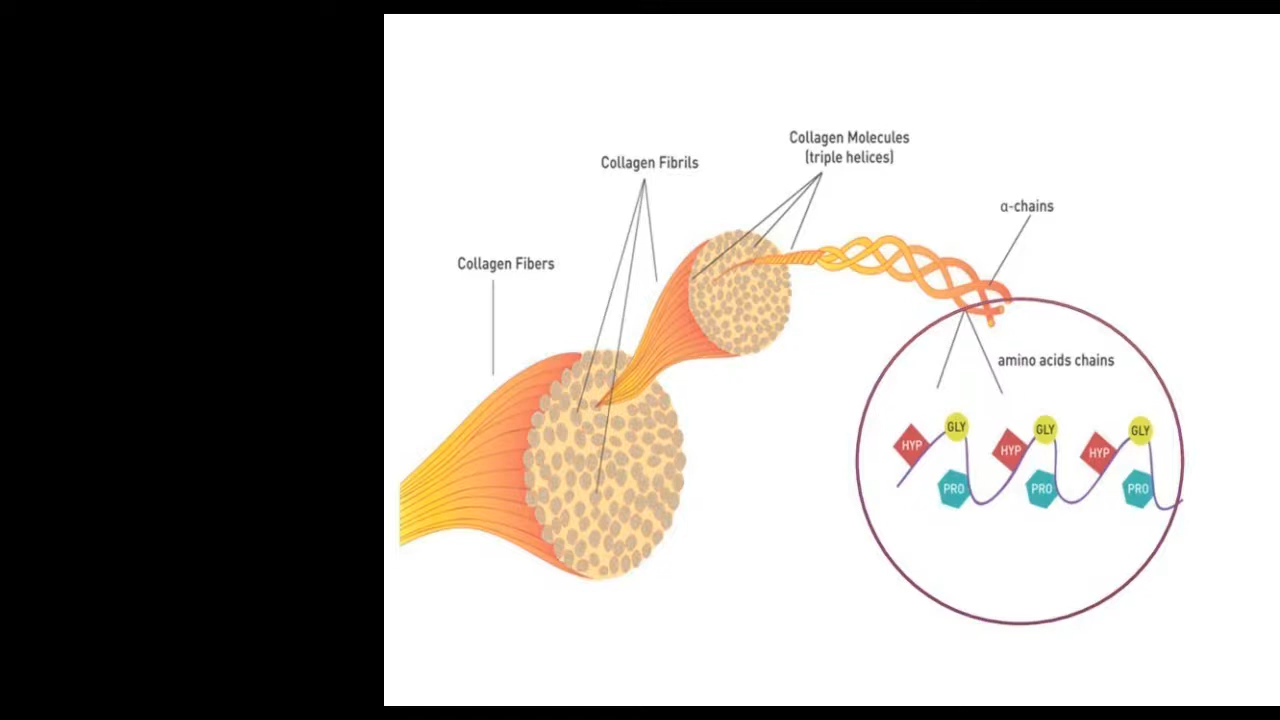 Collagen Molecules
(triple helices)
Collagen Fibrils
α-chains
Collagen Fibers
amino acids chains
HYP
GLY
PRO
HYP
GLY
PRO
HYP
GLY
PRO